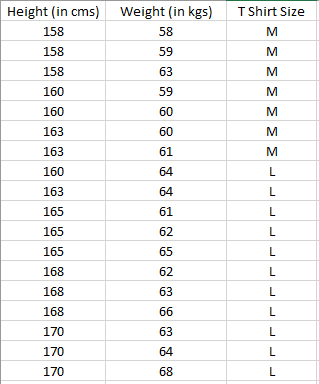 Height (in cms) Weight (in kgs) T Shirt Size
158 58 M
158 59 M
158 63 M
160 59 M
160 60 M
163 60 M
163 61 M
160 64 L
163 64 L
165 61 L
165 62 L
165 65 L
168 62 L
168 63 L
168 66 L
170 63 L
170 64 L
170 68 L